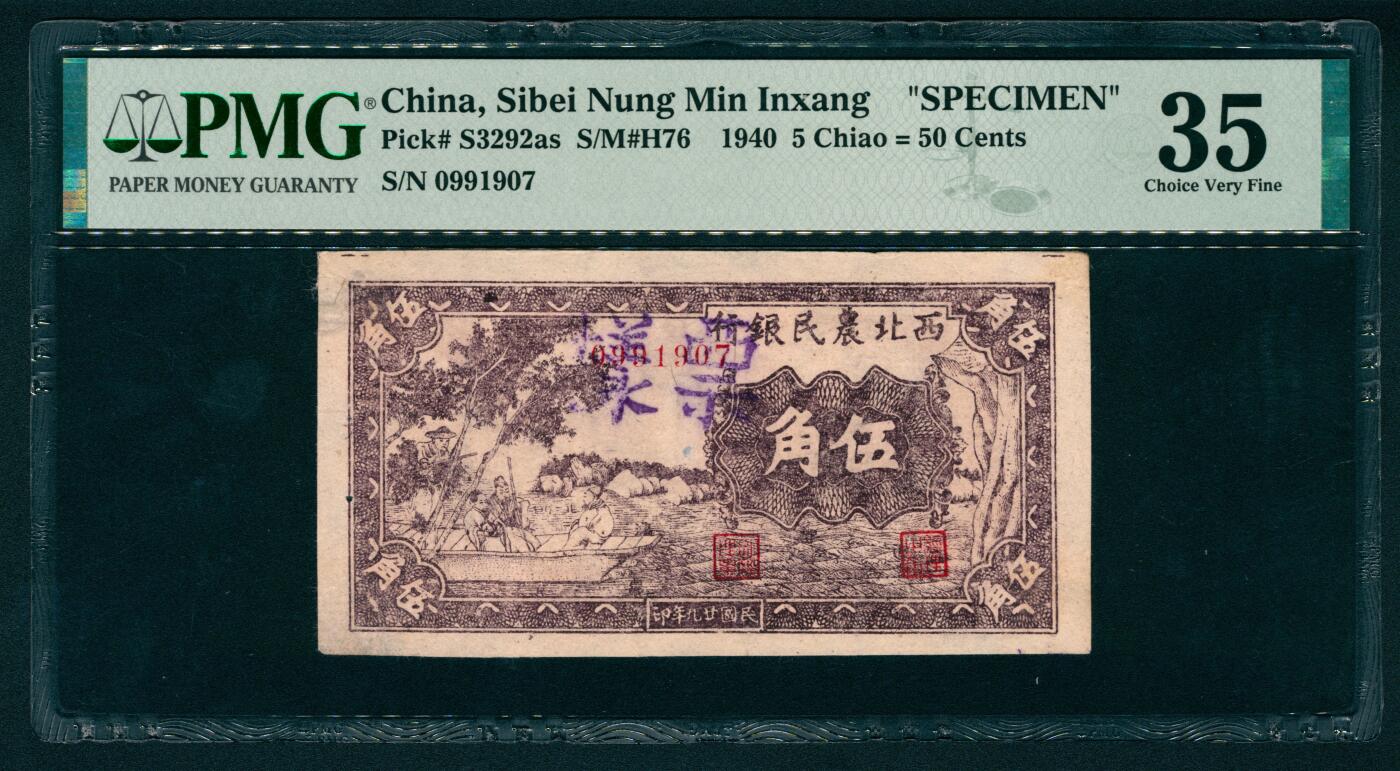 PMG®
PAPER MONEY GUARANTY
China, Sibei Nung Min Inxang "SPECIMEN"
Pick# S3292as S/M#H76 1940 5 Chiao = 50 Cents
S/N 0991907
35
Choice Very Fine
伍角
伍角
西北農民銀行
0991907
伍角
伍角
伍角
民國廿九年印